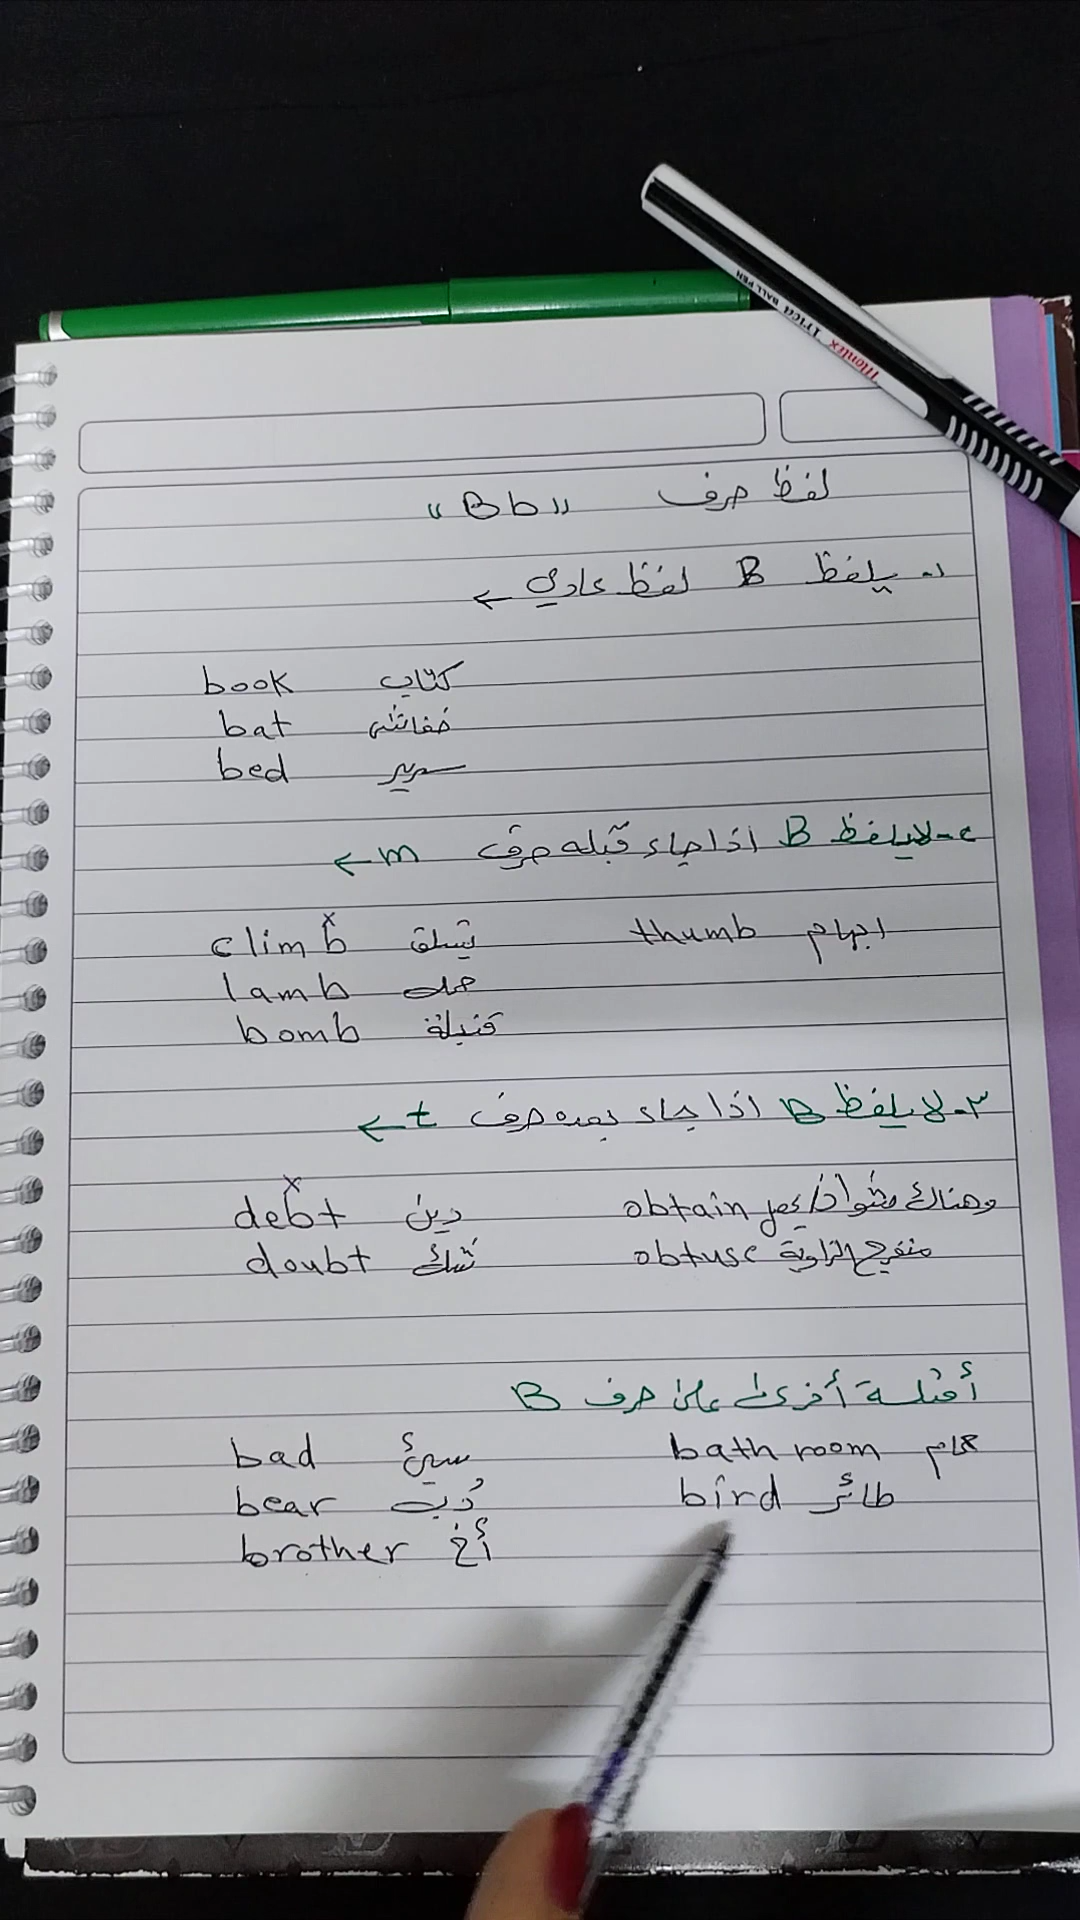 Montex Trica BALL PEN
لفظ حرف "Bb"
١- يلفظ B لفظ عادي ←
book كتاب
bat خفاش
bed سرير
٢- لا يلفظ B اذا جاء قبله حرف m ←
climb يتسلق thumb ابهام
lamb حمل
bomb قنبلة
٣- لا يلفظ B اذا جاء بعده حرف t ←
debt دين وهناك شواذ obtain يحصل
doubt شك obtuse منفرج الزاوية
أمثلة أخرى على حرف B
bad سيئ bath room حمام
bear دب bird طائر
brother أخ